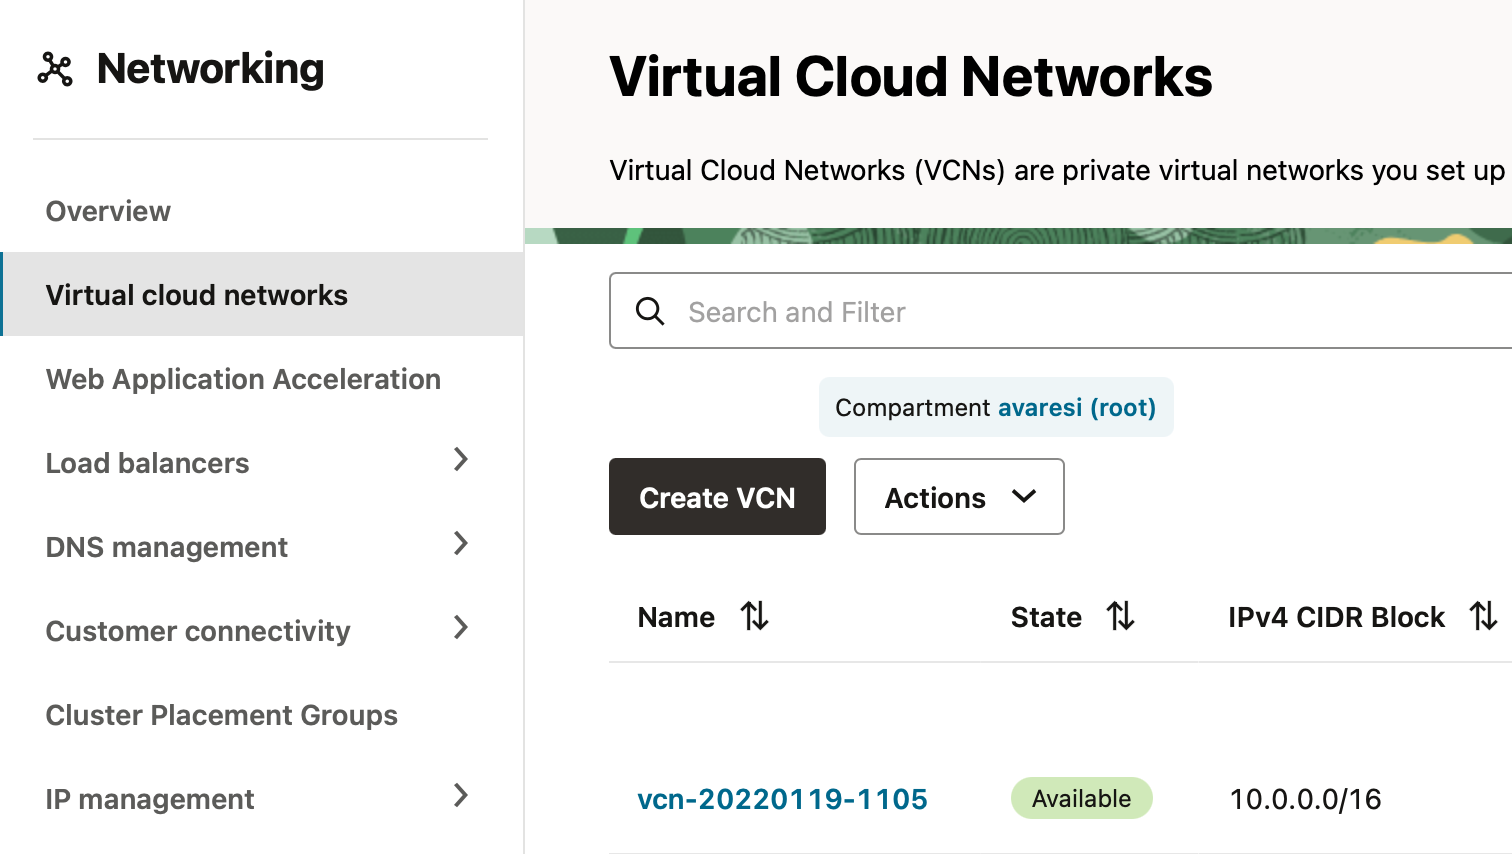 Networking
Overview
Virtual cloud networks
Web Application Acceleration
Load balancers
DNS management
Customer connectivity
Cluster Placement Groups
IP management
Virtual Cloud Networks
Virtual Cloud Networks (VCNs) are private virtual networks you set up
Search and Filter
Compartment avaresi (root)
Create VCN
Actions
Name State IPv4 CIDR Block
vcn-20220119-1105 Available 10.0.0.0/16